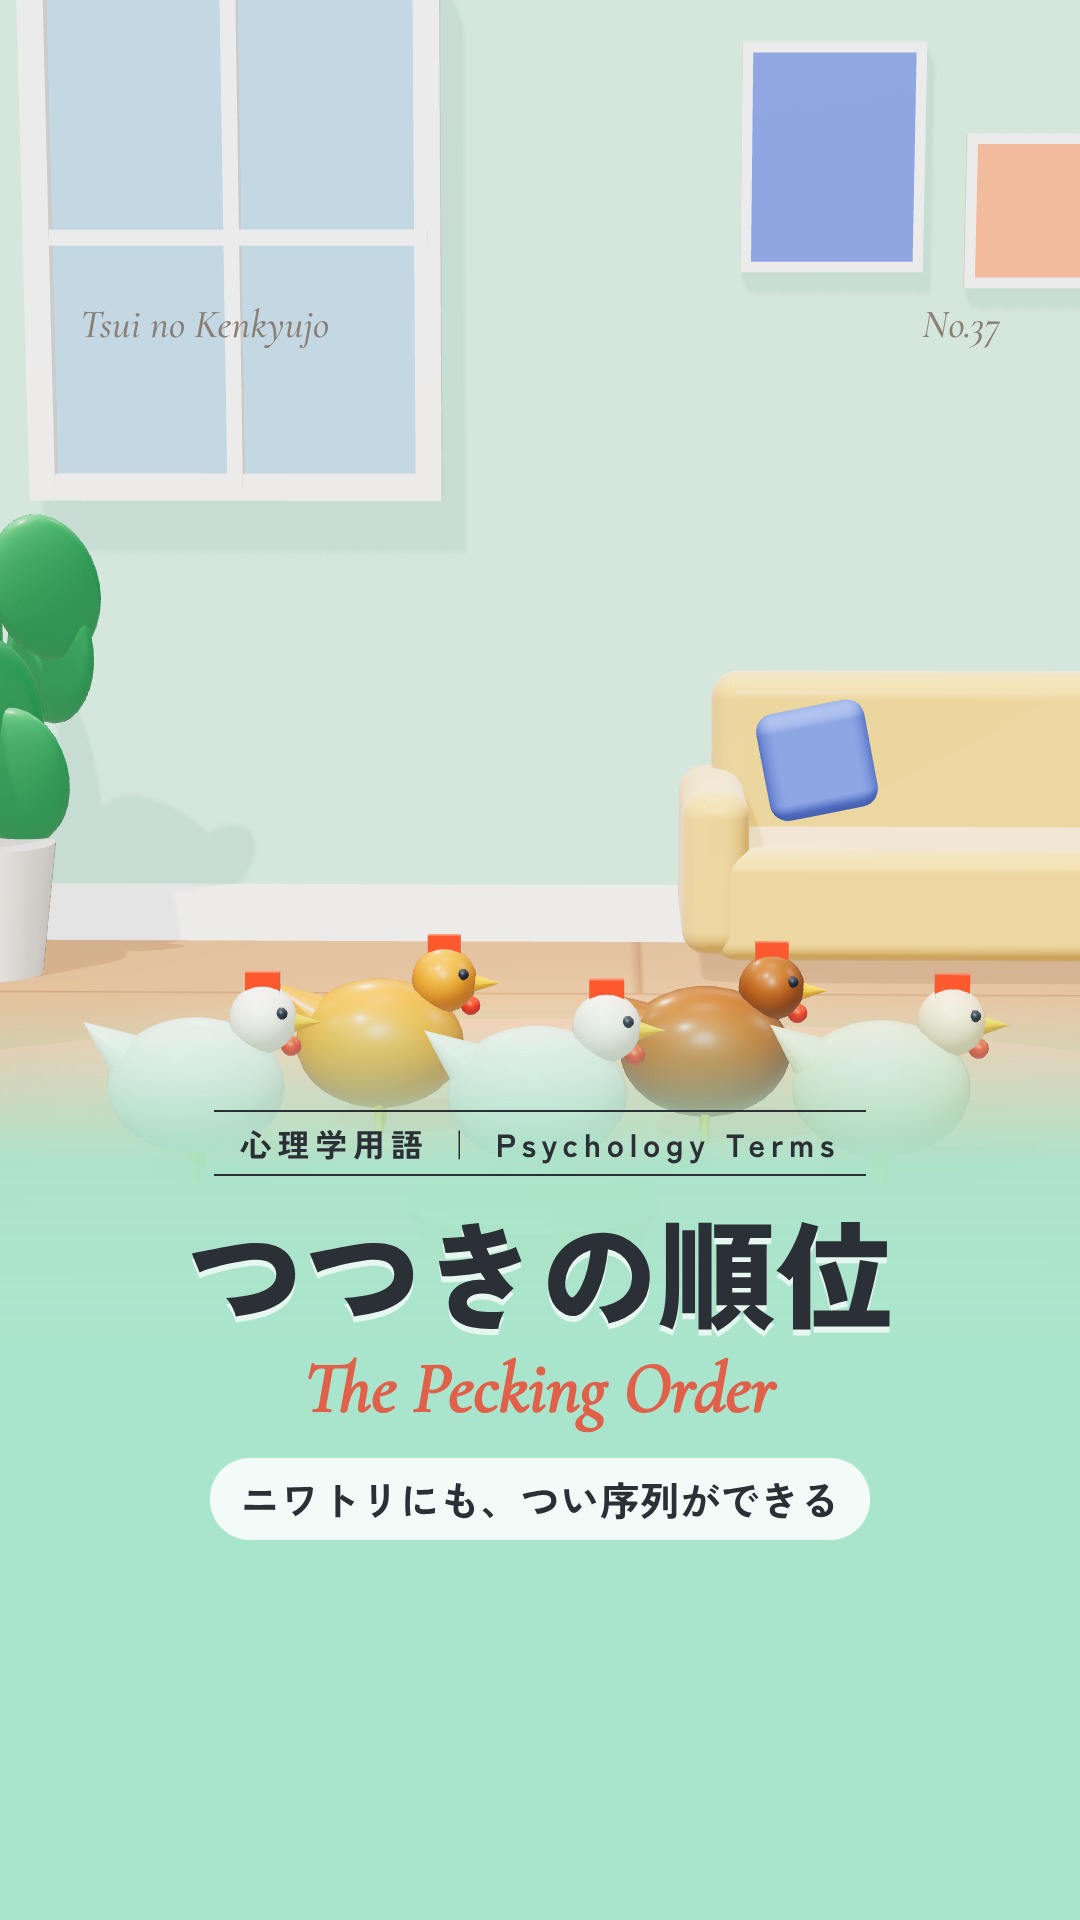 Tsui no Kenkyujo
No.37
心理学用語 | Psychology Terms
つつきの順位
The Pecking Order
ニワトリにも、つい序列ができる